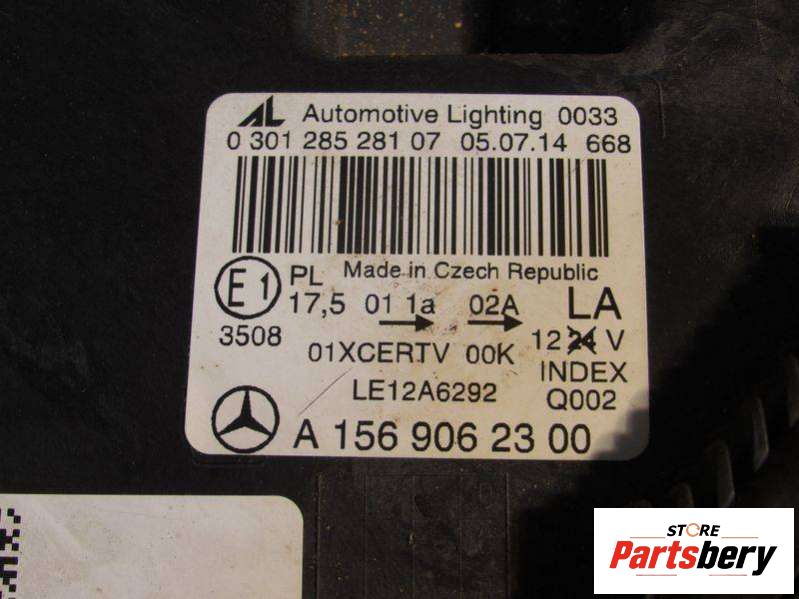 AL Automotive Lighting 0033
0 301 285 281 07 05.07.14 668
Made in Czech Republic
E1 PL
17,5 01 1a 02A LA
3508
12 24 V
01XCERTV 00K
INDEX
LE12A6292 Q002
A 156 906 23 00
STORE
Partsbery